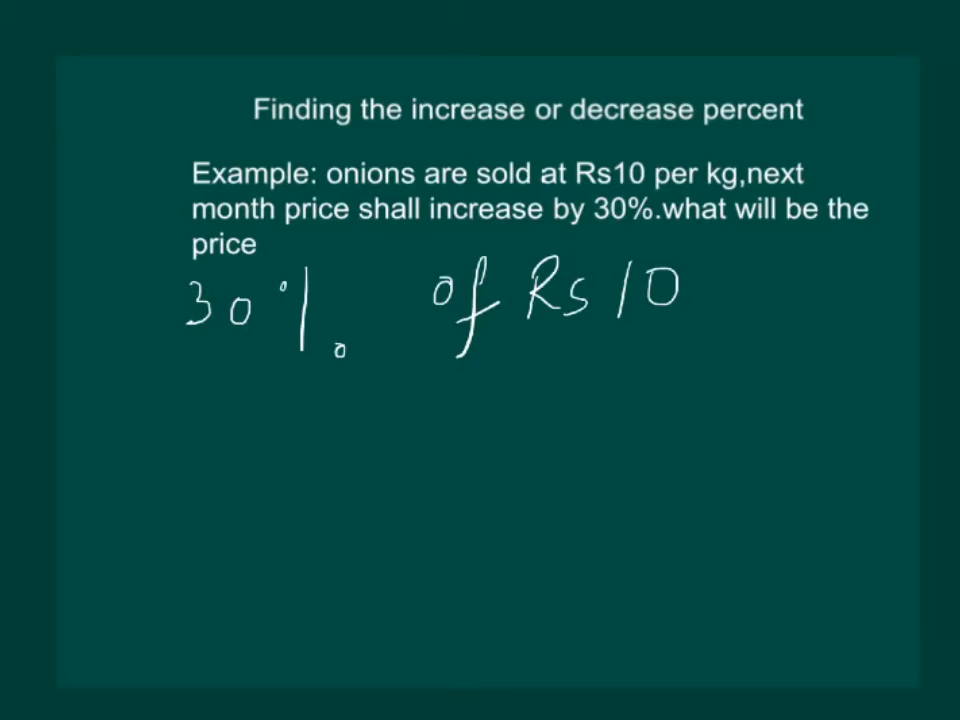 Finding the increase or decrease percent
Example: onions are sold at Rs10 per kg,next
month price shall increase by 30%.what will be the
price
30% of Rs 10